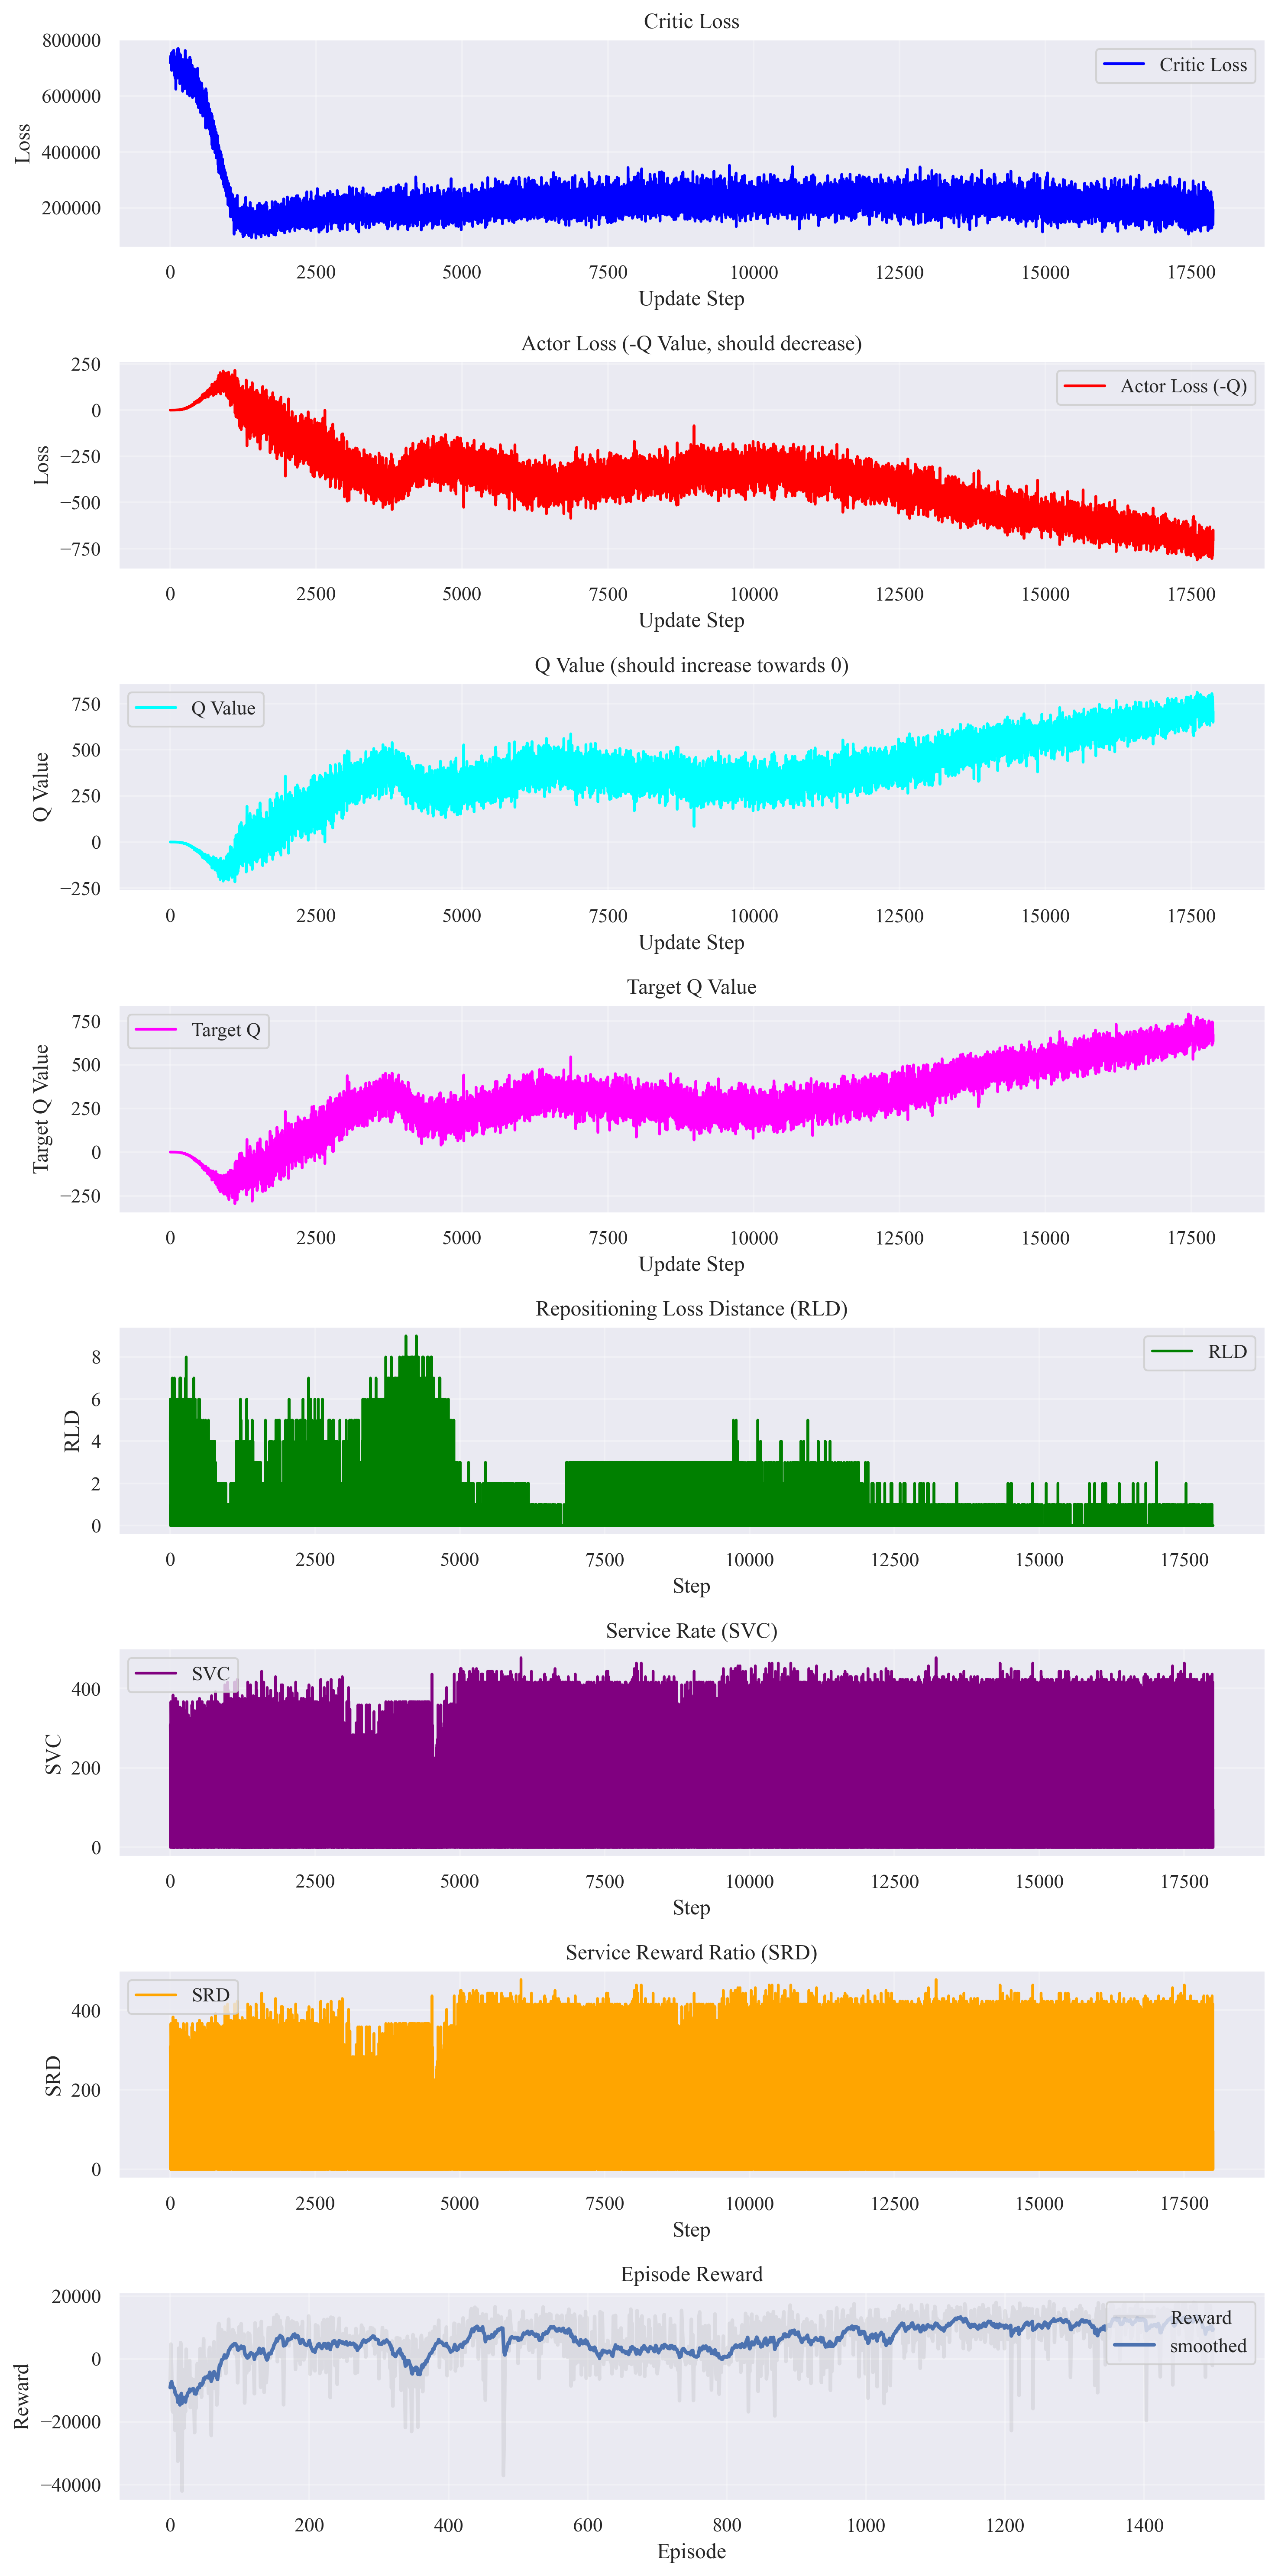 Critic Loss
800000
Critic Loss
600000
Loss
400000
200000
0 2500 5000 7500 10000 12500 15000 17500
Update Step
Actor Loss (-Q Value, should decrease)
250
Actor Loss (-Q)
0
Loss
−250
−500
−750
0 2500 5000 7500 10000 12500 15000 17500
Update Step
Q Value (should increase towards 0)
750
Q Value
500
Q Value
250
0
−250
0 2500 5000 7500 10000 12500 15000 17500
Update Step
Target Q Value
750
Target Q
500
Target Q Value
250
0
−250
0 2500 5000 7500 10000 12500 15000 17500
Update Step
Repositioning Loss Distance (RLD)
RLD
8
6
RLD
4
2
0
0 2500 5000 7500 10000 12500 15000 17500
Step
Service Rate (SVC)
SVC
400
SVC
200
0
0 2500 5000 7500 10000 12500 15000 17500
Step
Service Reward Ratio (SRD)
SRD
400
SRD
200
0
0 2500 5000 7500 10000 12500 15000 17500
Step
Episode Reward
20000
Reward
smoothed
0
Reward
−20000
−40000
0 200 400 600 800 1000 1200 1400
Episode